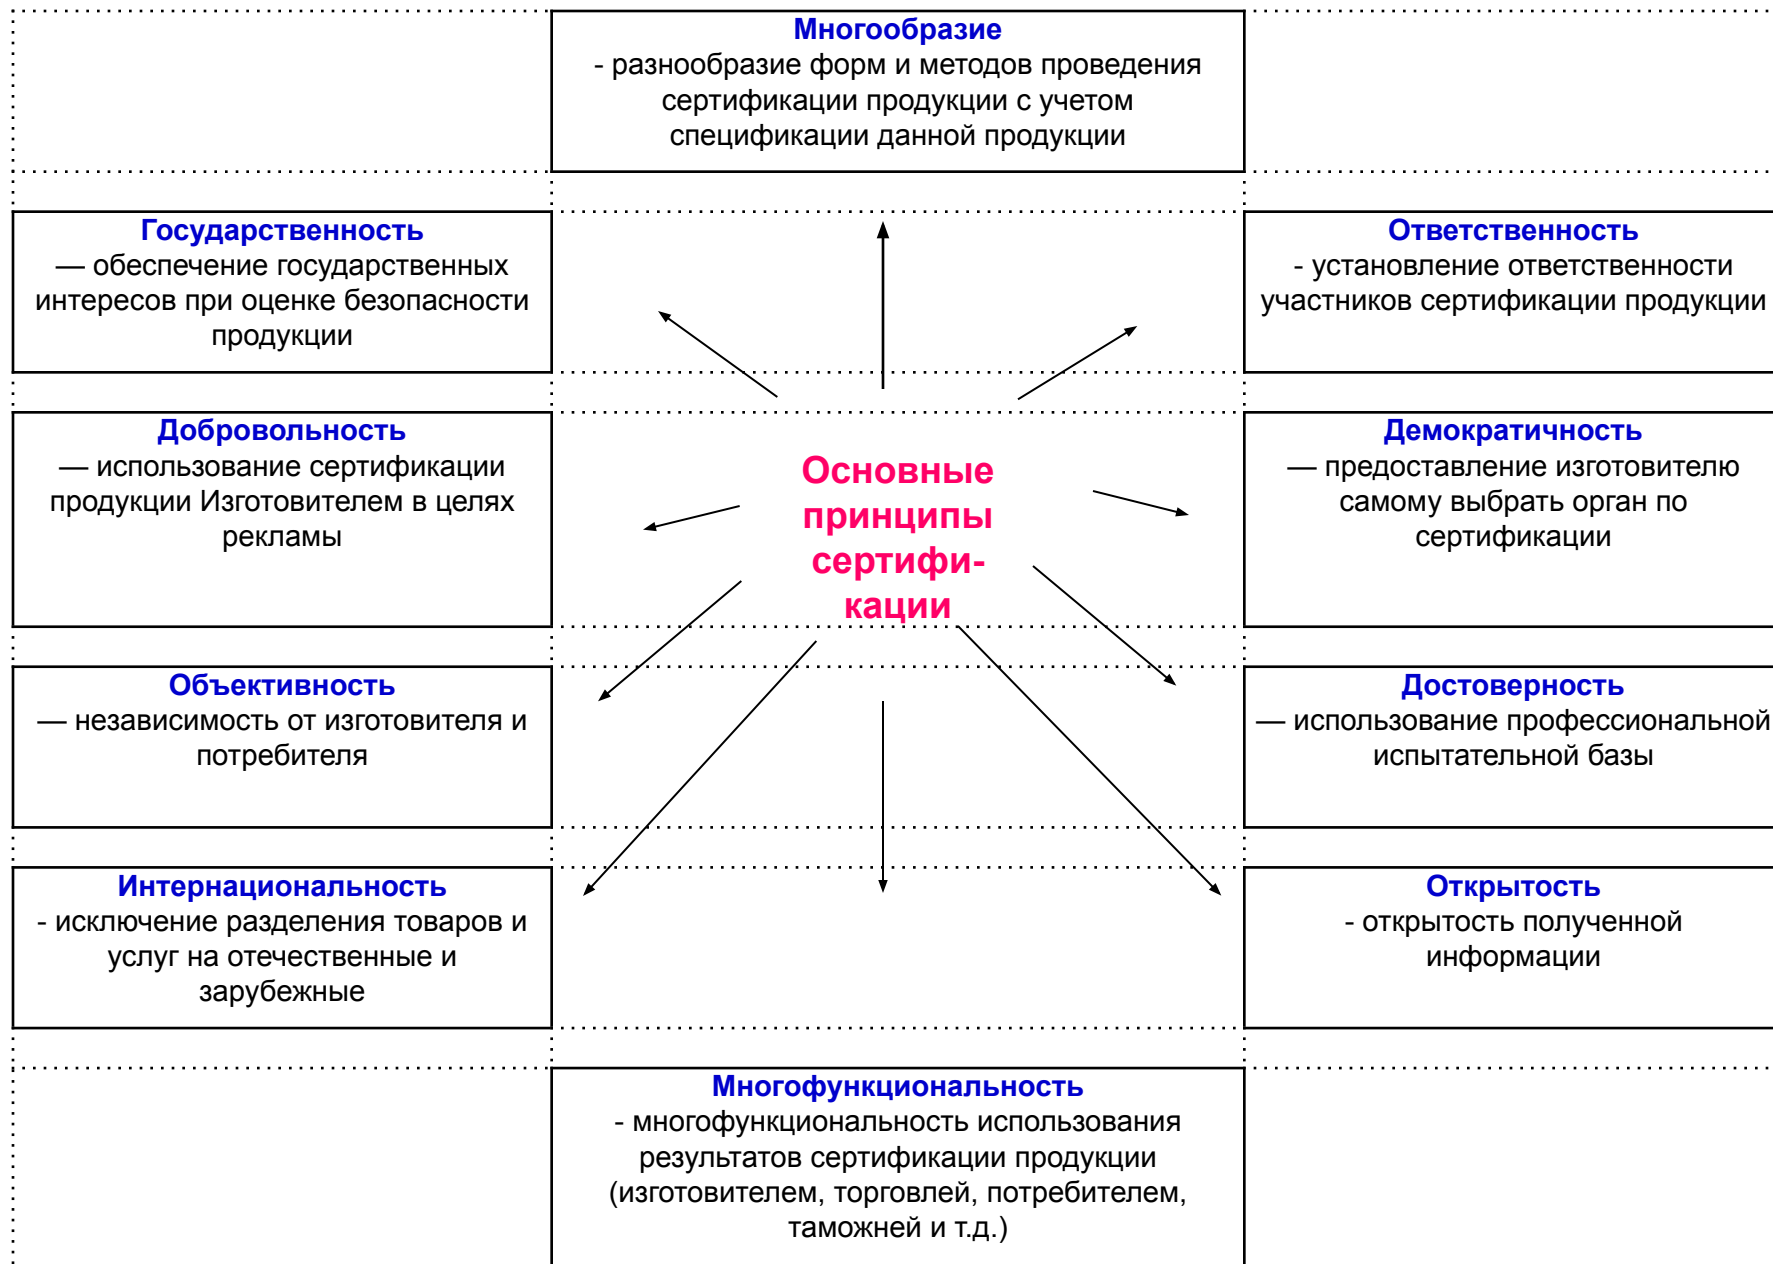 Многообразие
- разнообразие форм и методов проведения
сертификации продукции с учетом
спецификации данной продукции
Государственность
— обеспечение государственных
интересов при оценке безопасности
продукции
Ответственность
- установление ответственности
участников сертификации продукции
Добровольность
— использование сертификации
продукции Изготовителем в целях
рекламы
Основные
принципы
сертифи-
кации
Демократичность
— предоставление изготовителю
самому выбрать орган по
сертификации
Объективность
— независимость от изготовителя и
потребителя
Достоверность
— использование профессиональной
испытательной базы
Интернациональность
- исключение разделения товаров и
услуг на отечественные и
зарубежные
Открытость
- открытость полученной
информации
Многофункциональность
- многофункциональность использования
результатов сертификации продукции
(изготовителем, торговлей, потребителем,
таможней и т.д.)